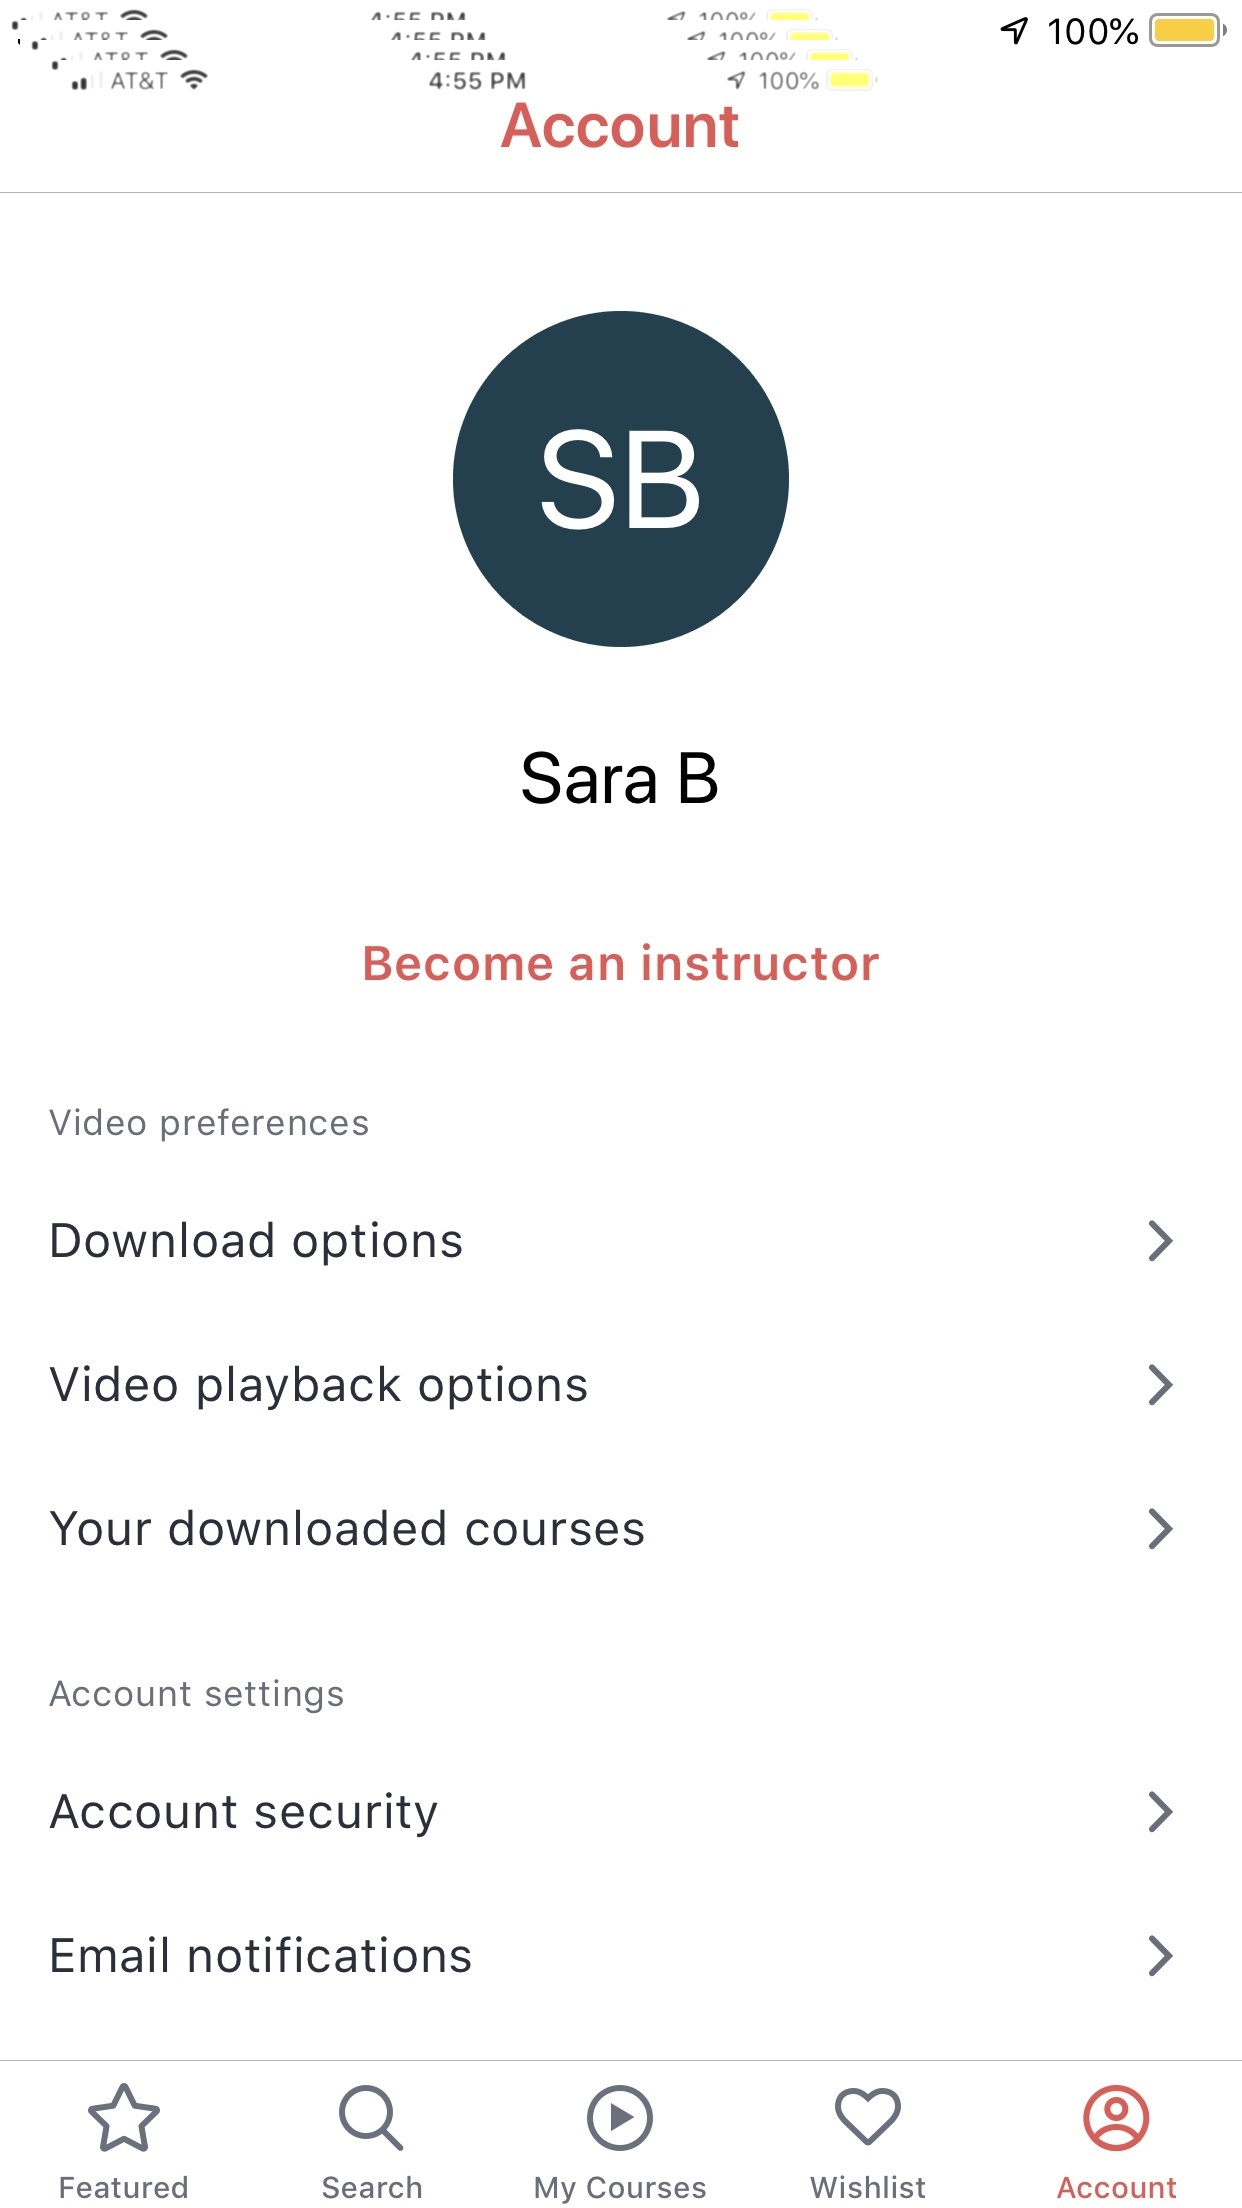 100%
AT&T 4:55 PM 100%
Account
SB
Sara B
Become an instructor
Video preferences
Download options
Video playback options
Your downloaded courses
Account settings
Account security
Email notifications
Featured Search My Courses Wishlist Account